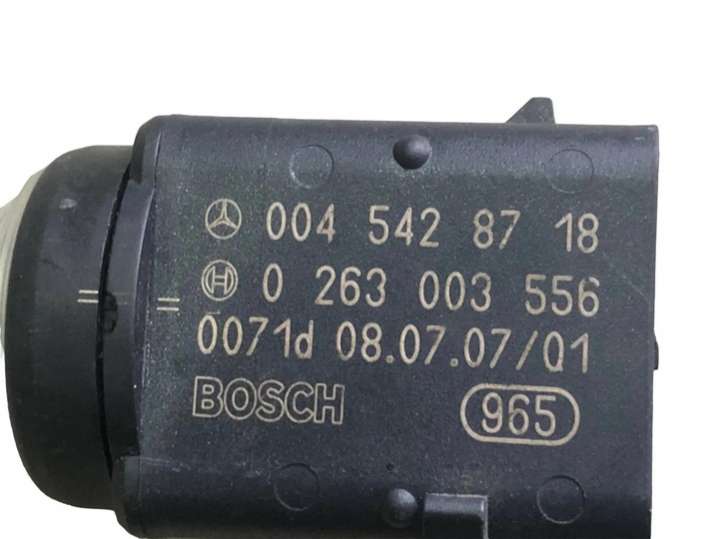 004 542 87 18
0 263 003 556
0071d 08.07.07/01
BOSCH 965